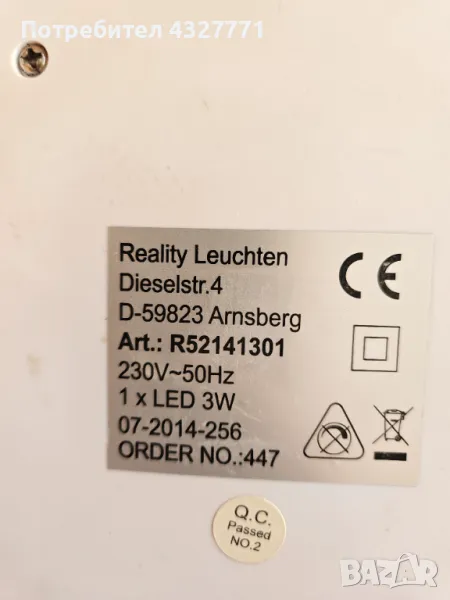 Потребител 4327771
Reality Leuchten
Dieselstr.4
D-59823 Arnsberg
Art.: R52141301
230V~50Hz
1 x LED 3W
07-2014-256
ORDER NO.:447
CE
Q.C.
Passed
NO.2
BAZAR